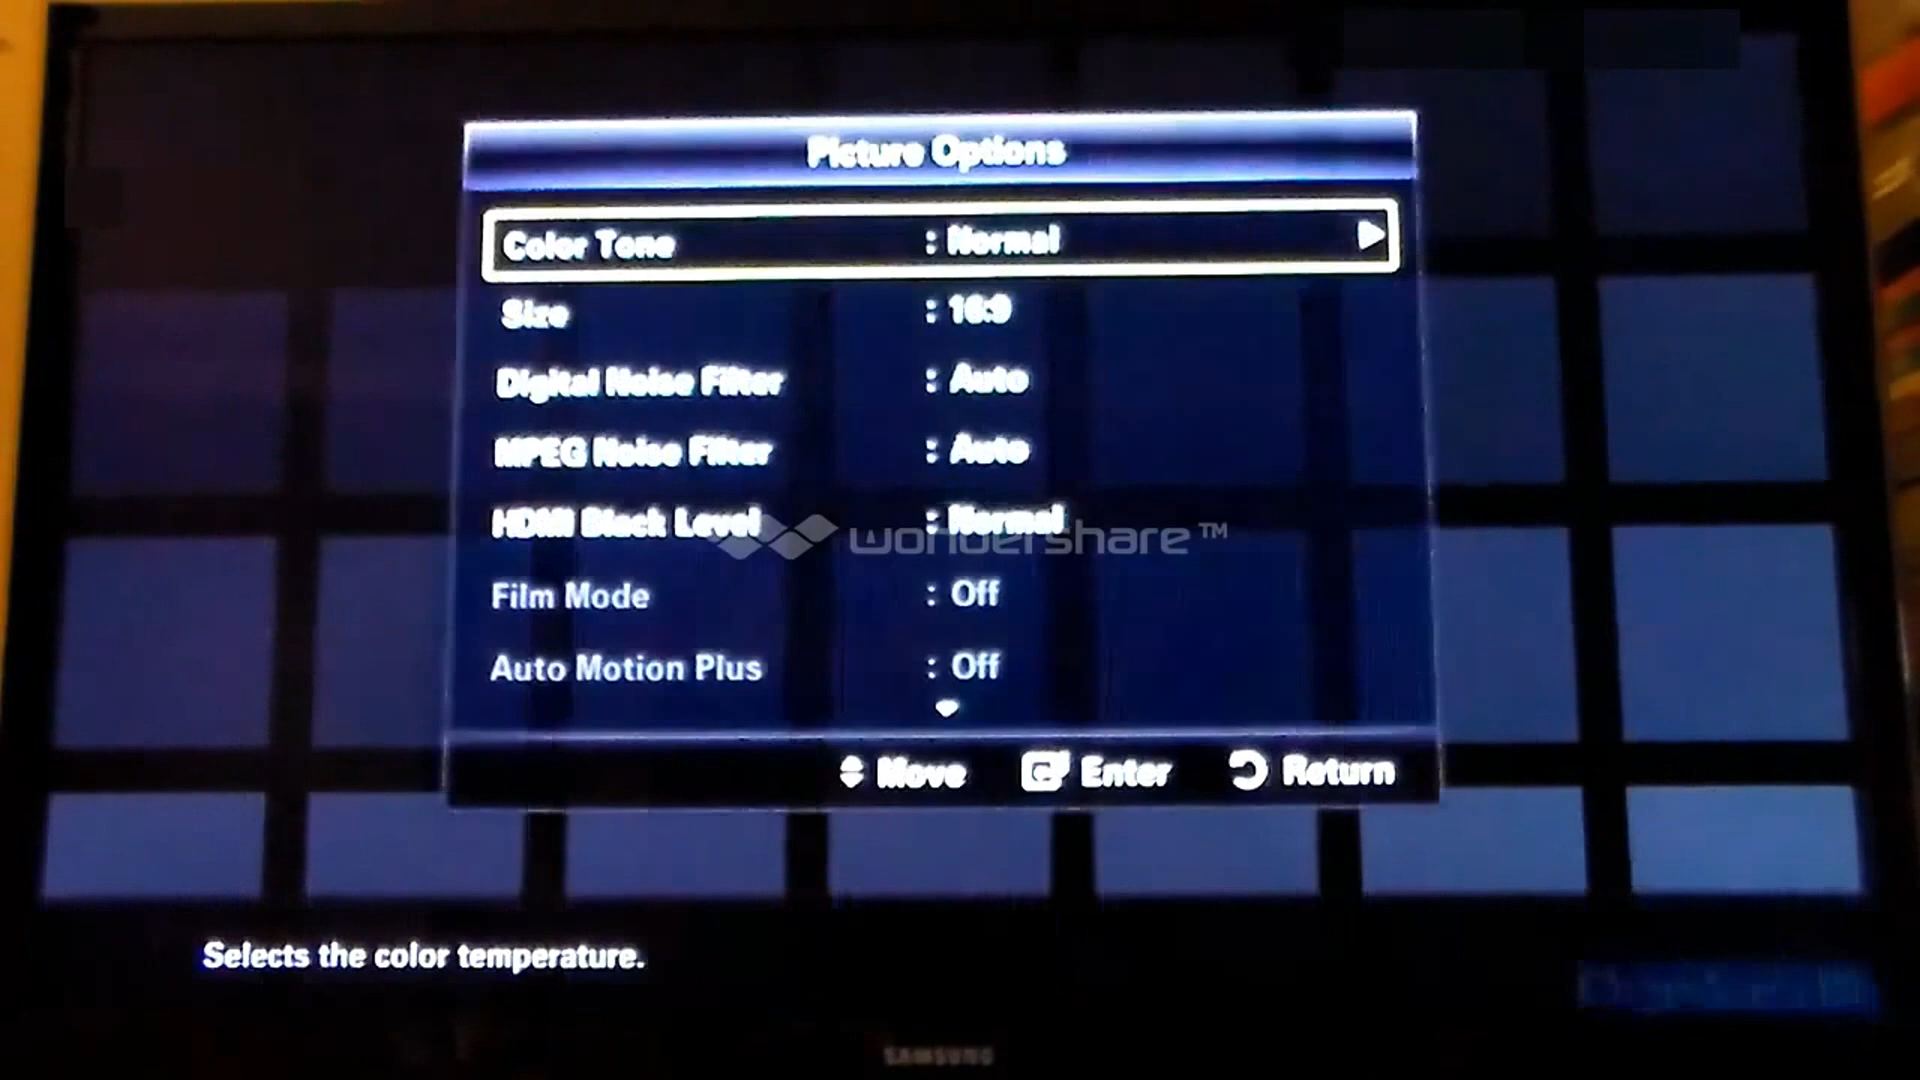 Picture Options
Color Tone : Normal
Size : 16:9
Digital Noise Filter : Auto
MPEG Noise Filter : Auto
HDMI Black Level : Normal
wondershare™
Film Mode : Off
Auto Motion Plus : Off
Move Enter Return
Selects the color temperature.
SAMSUNG